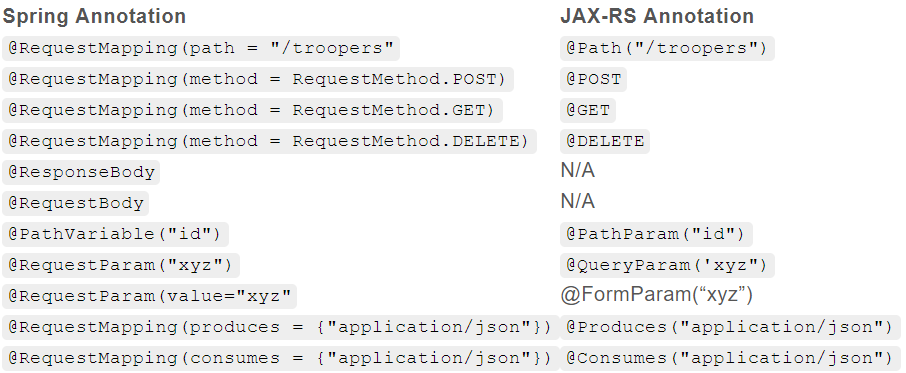 Spring Annotation JAX-RS Annotation
@RequestMapping(path = "/troopers" @Path("/troopers")
@RequestMapping(method = RequestMethod.POST) @POST
@RequestMapping(method = RequestMethod.GET) @GET
@RequestMapping(method = RequestMethod.DELETE) @DELETE
@ResponseBody N/A
@RequestBody N/A
@PathVariable("id") @PathParam("id")
@RequestParam("xyz") @QueryParam('xyz")
@RequestParam(value="xyz" @FormParam(“xyz”)
@RequestMapping(produces = {"application/json"}) @Produces("application/json")
@RequestMapping(consumes = {"application/json"}) @Consumes("application/json")